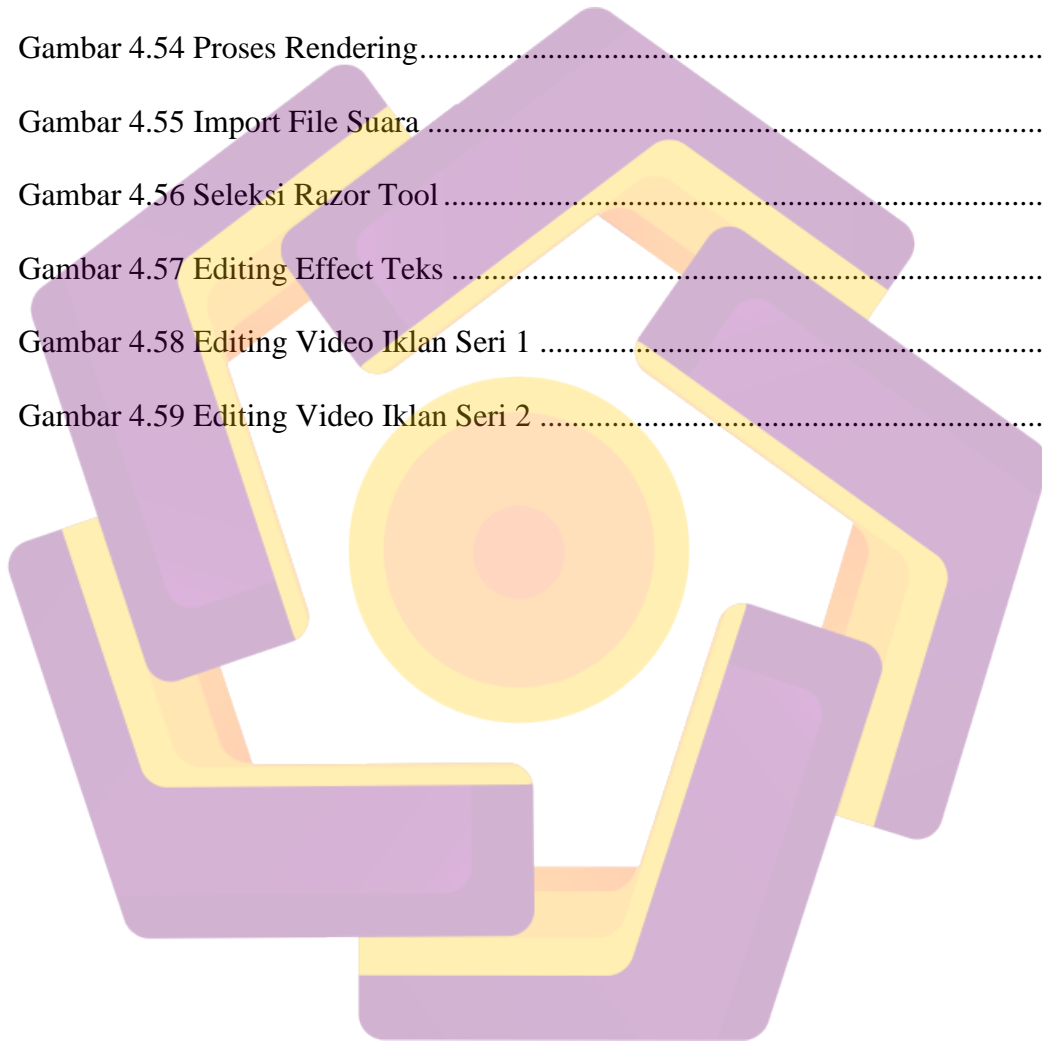 Gambar 4.54 Proses Rendering..........................................................................
Gambar 4.55 Import File Suara .........................................................................
Gambar 4.56 Seleksi Razor Tool .......................................................................
Gambar 4.57 Editing Effect Teks ......................................................................
Gambar 4.58 Editing Video Iklan Seri 1 ...........................................................
Gambar 4.59 Editing Video Iklan Seri 2 ...........................................................